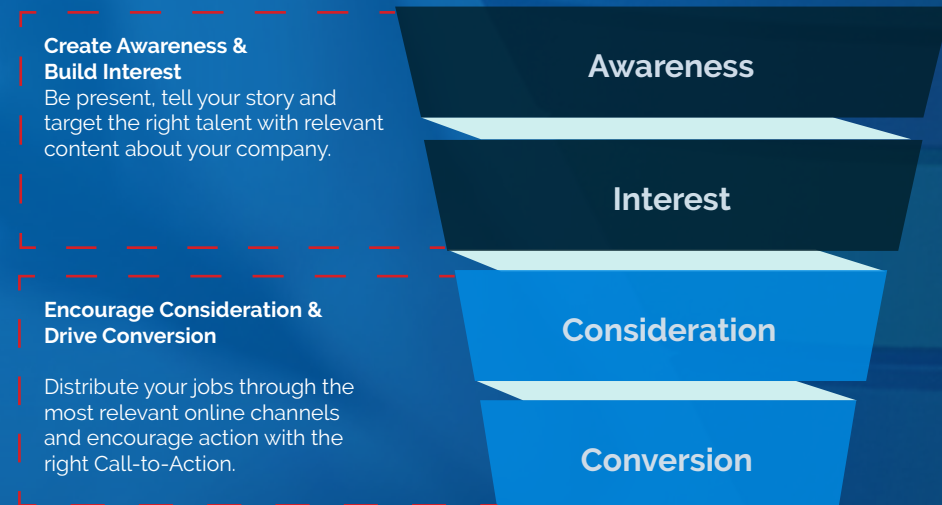 Create Awareness &
Build Interest
Be present, tell your story and
target the right talent with relevant
content about your company.
Awareness
Interest
Encourage Consideration &
Drive Conversion
Distribute your jobs through the
most relevant online channels
and encourage action with the
right Call-to-Action.
Consideration
Conversion